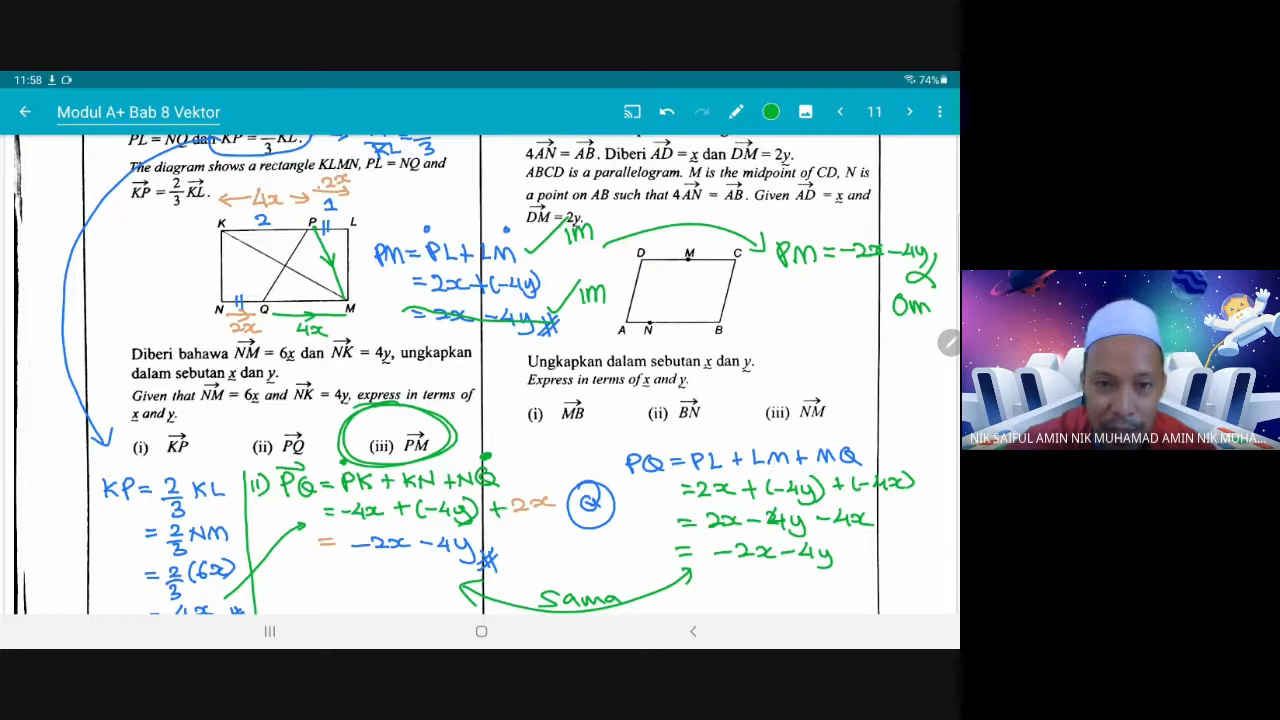 11:58
74%
Modul A+ Bab 8 Vektor
11
PL = NQ dan KP = 3 KL.
KL 3
The diagram shows a rectangle KLMN, PL = NQ and
KP = 2/3 KL.
4x 2x
2 1
K P L
N Q M
2x 4x
PM = PL + LM 1m
= 2x + (-4y) 1m
= 2x - 4y
Diberi bahawa NM = 6x dan NK = 4y, ungkapkan
dalam sebutan x dan y.
Given that NM = 6x and NK = 4y, express in terms of
x and y.
(i) KP (ii) PQ (iii) PM
KP = 2/3 KL
= 2/3 NM
= 2/3 (6x)
= 4x
ii) PQ = PK + KN + NQ
= -4x + (-4y) + 2x
= -2x - 4y
4AN = AB. Diberi AD = x dan DM = 2y.
ABCD is a parallelogram. M is the midpoint of CD, N is
a point on AB such that 4AN = AB. Given AD = x and
DM = 2y.
D M C
A N B
PM = -2x - 4y
0m
Ungkapkan dalam sebutan x dan y.
Express in terms of x and y.
(i) MB (ii) BN (iii) NM
Q
PQ = PL + LM + MQ
= 2x + (-4y) + (-4x)
= 2x - 4y - 4x
= -2x - 4y
Sama
NIK SAIFUL AMIN NIK MUHAMAD AMIN NIK MUHA...